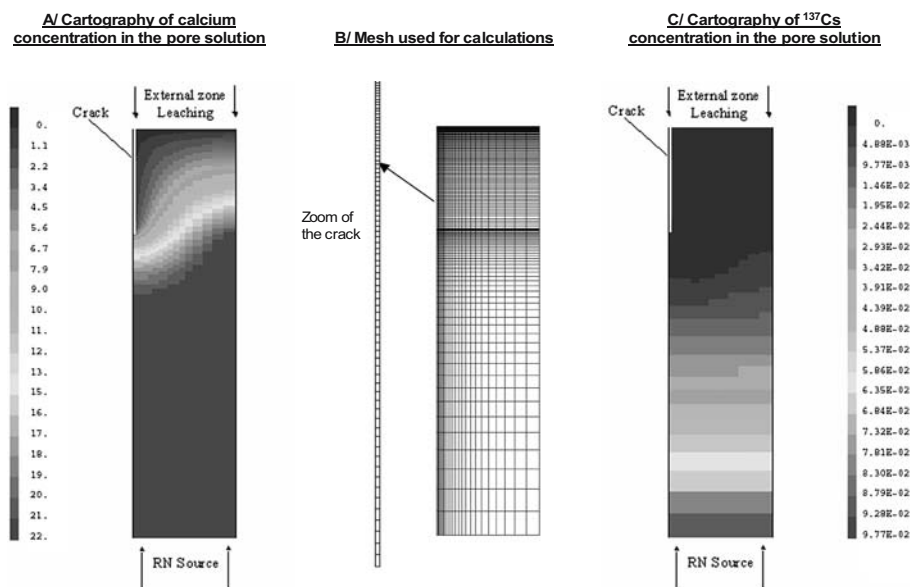 A/ Cartography of calcium
concentration in the pore solution
B/ Mesh used for calculations
C/ Cartography of ¹³⁷Cs
concentration in the pore solution
External zone
Leaching
Crack
0.
1.1
2.2
3.4
4.5
5.6
6.7
7.9
9.0
10.
11.
12.
13.
15.
16.
17.
18.
19.
20.
21.
22.
RN Source
Zoom of
the crack
External zone
Leaching
Crack
RN Source
0.
4.88E-03
9.77E-03
1.46E-02
1.95E-02
2.44E-02
2.93E-02
3.42E-02
3.91E-02
4.39E-02
4.88E-02
5.37E-02
5.86E-02
6.35E-02
6.84E-02
7.32E-02
7.81E-02
8.30E-02
8.79E-02
9.28E-02
9.77E-02